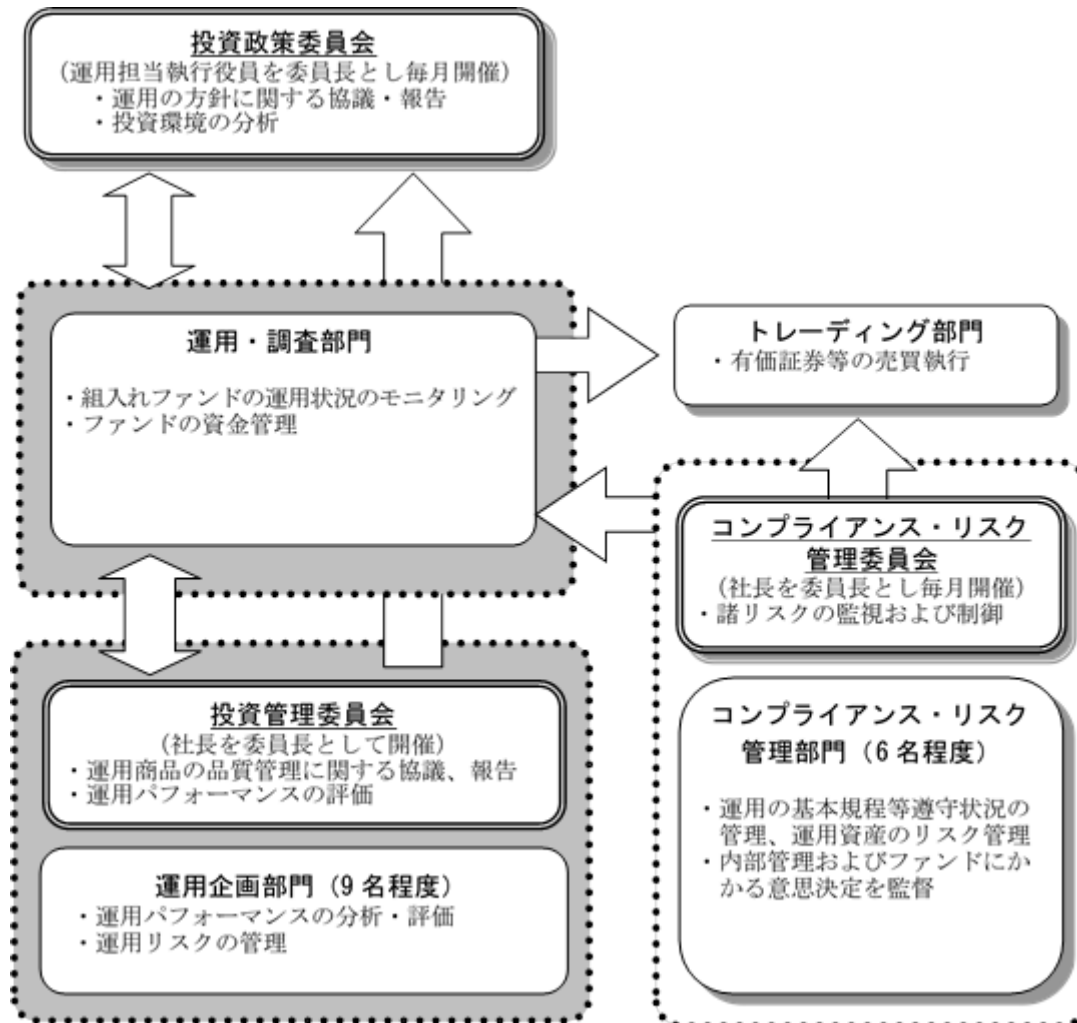 投資政策委員会
(運用担当執行役員を委員長とし毎月開催)
・運用の方針に関する協議・報告
・投資環境の分析
運用・調査部門
・組入れファンドの運用状況のモニタリング
・ファンドの資金管理
トレーディング部門
・有価証券等の売買執行
コンプライアンス・リスク
管理委員会
(社長を委員長とし毎月開催)
・諸リスクの監視および制御
投資管理委員会
(社長を委員長として開催)
・運用商品の品質管理に関する協議、報告
・運用パフォーマンスの評価
運用企画部門(9名程度)
・運用パフォーマンスの分析・評価
・運用リスクの管理
コンプライアンス・リスク
管理部門(6名程度)
・運用の基本規程等遵守状況の
管理、運用資産のリスク管理
・内部管理およびファンドにか
かる意思決定を監督